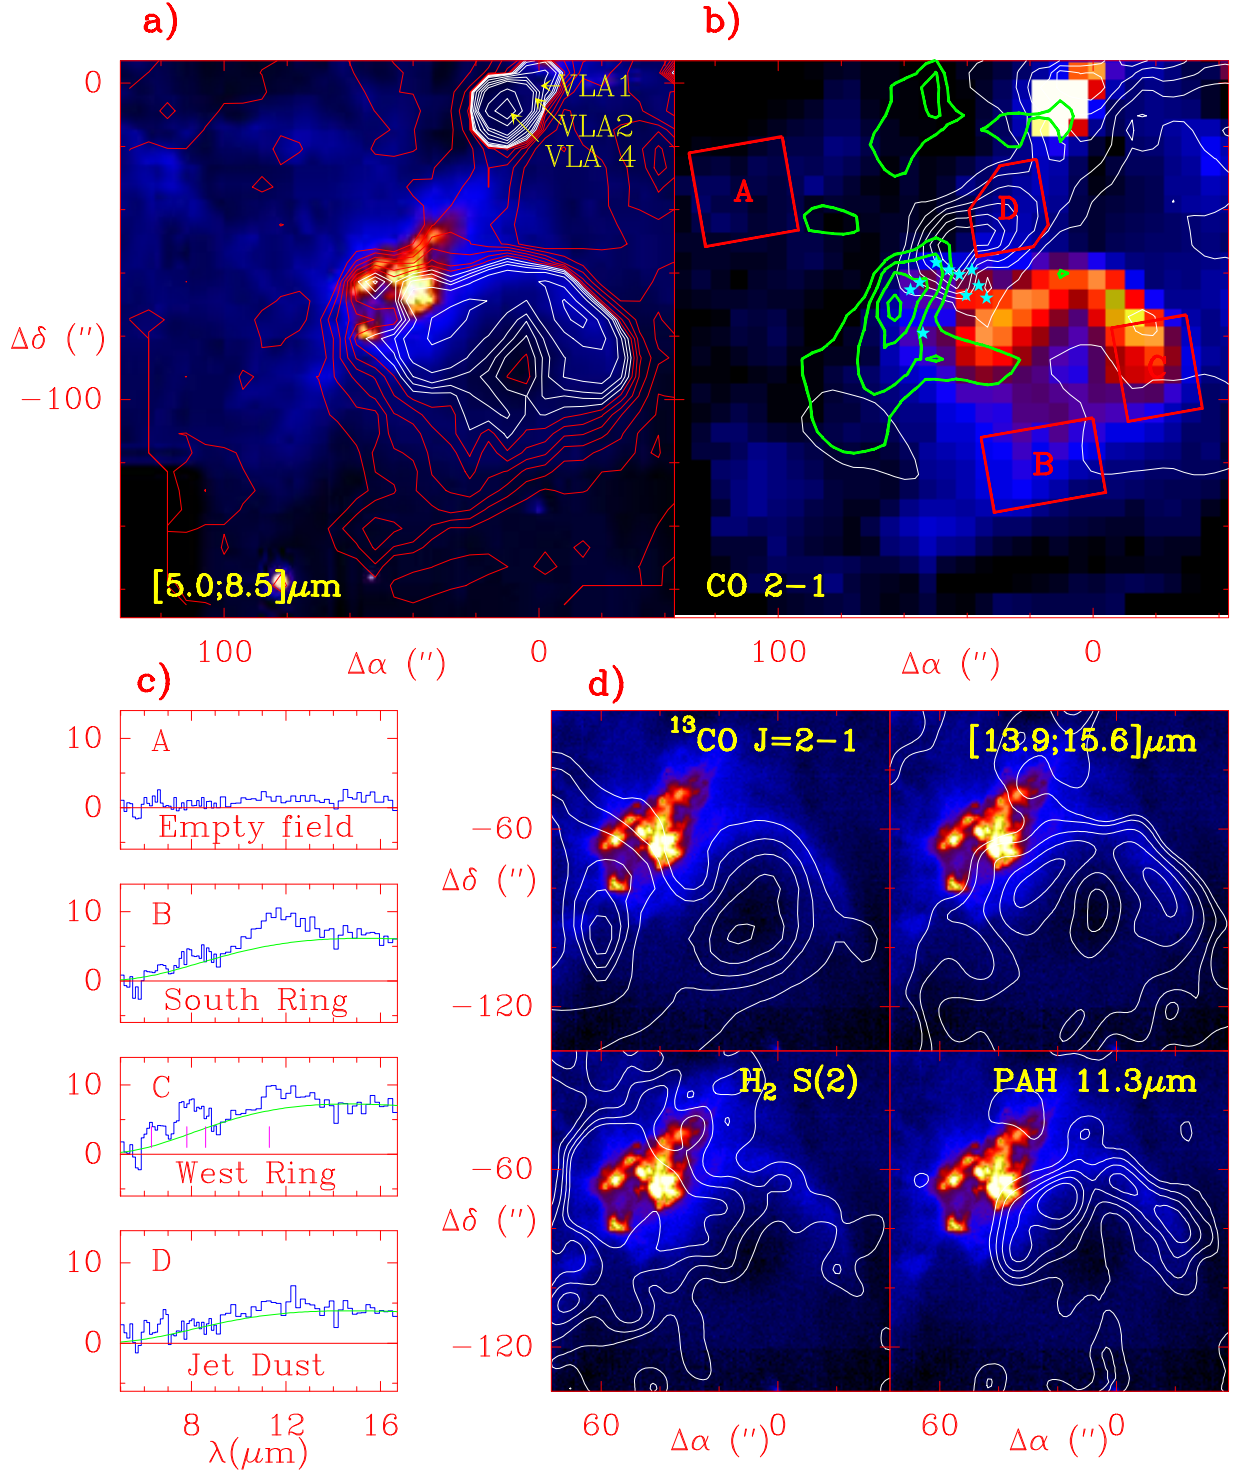 a)
b)
0
VLA1
VLA2
VLA 4
A
D
Δδ (″)
−100
C
B
[5.0;8.5]μm
CO 2−1
100
0
100
0
Δα (″)
Δα (″)
c)
d)
10
A
0
Empty field
10
B
0
South Ring
10
C
0
West Ring
10
D
0
Jet Dust
8
12
16
λ(μm)
¹³CO J=2−1
[13.9;15.6]μm
−60
Δδ (″)
−120
H₂ S(2)
PAH 11.3μm
−60
Δδ (″)
−120
60
0
60
0
Δα (″)
Δα (″)